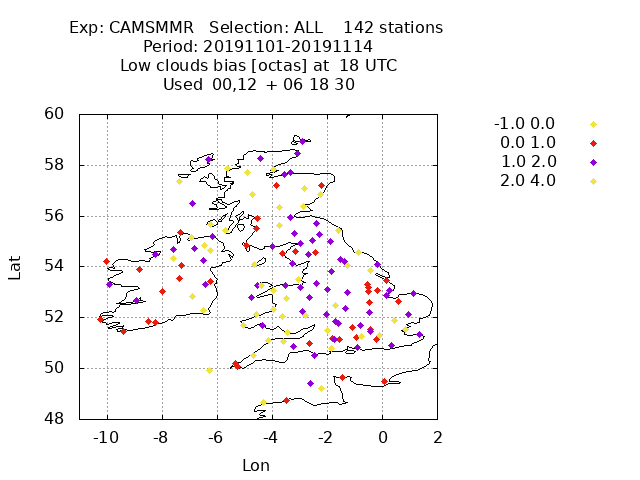 Exp: CAMSMMR Selection: ALL 142 stations
Period: 20191101-20191114
Low clouds bias [octas] at 18 UTC
Used 00,12 + 06 18 30
-1.0 0.0
0.0 1.0
1.0 2.0
2.0 4.0
60
58
56
54
52
50
48
Lat
-10 -8 -6 -4 -2 0 2
Lon